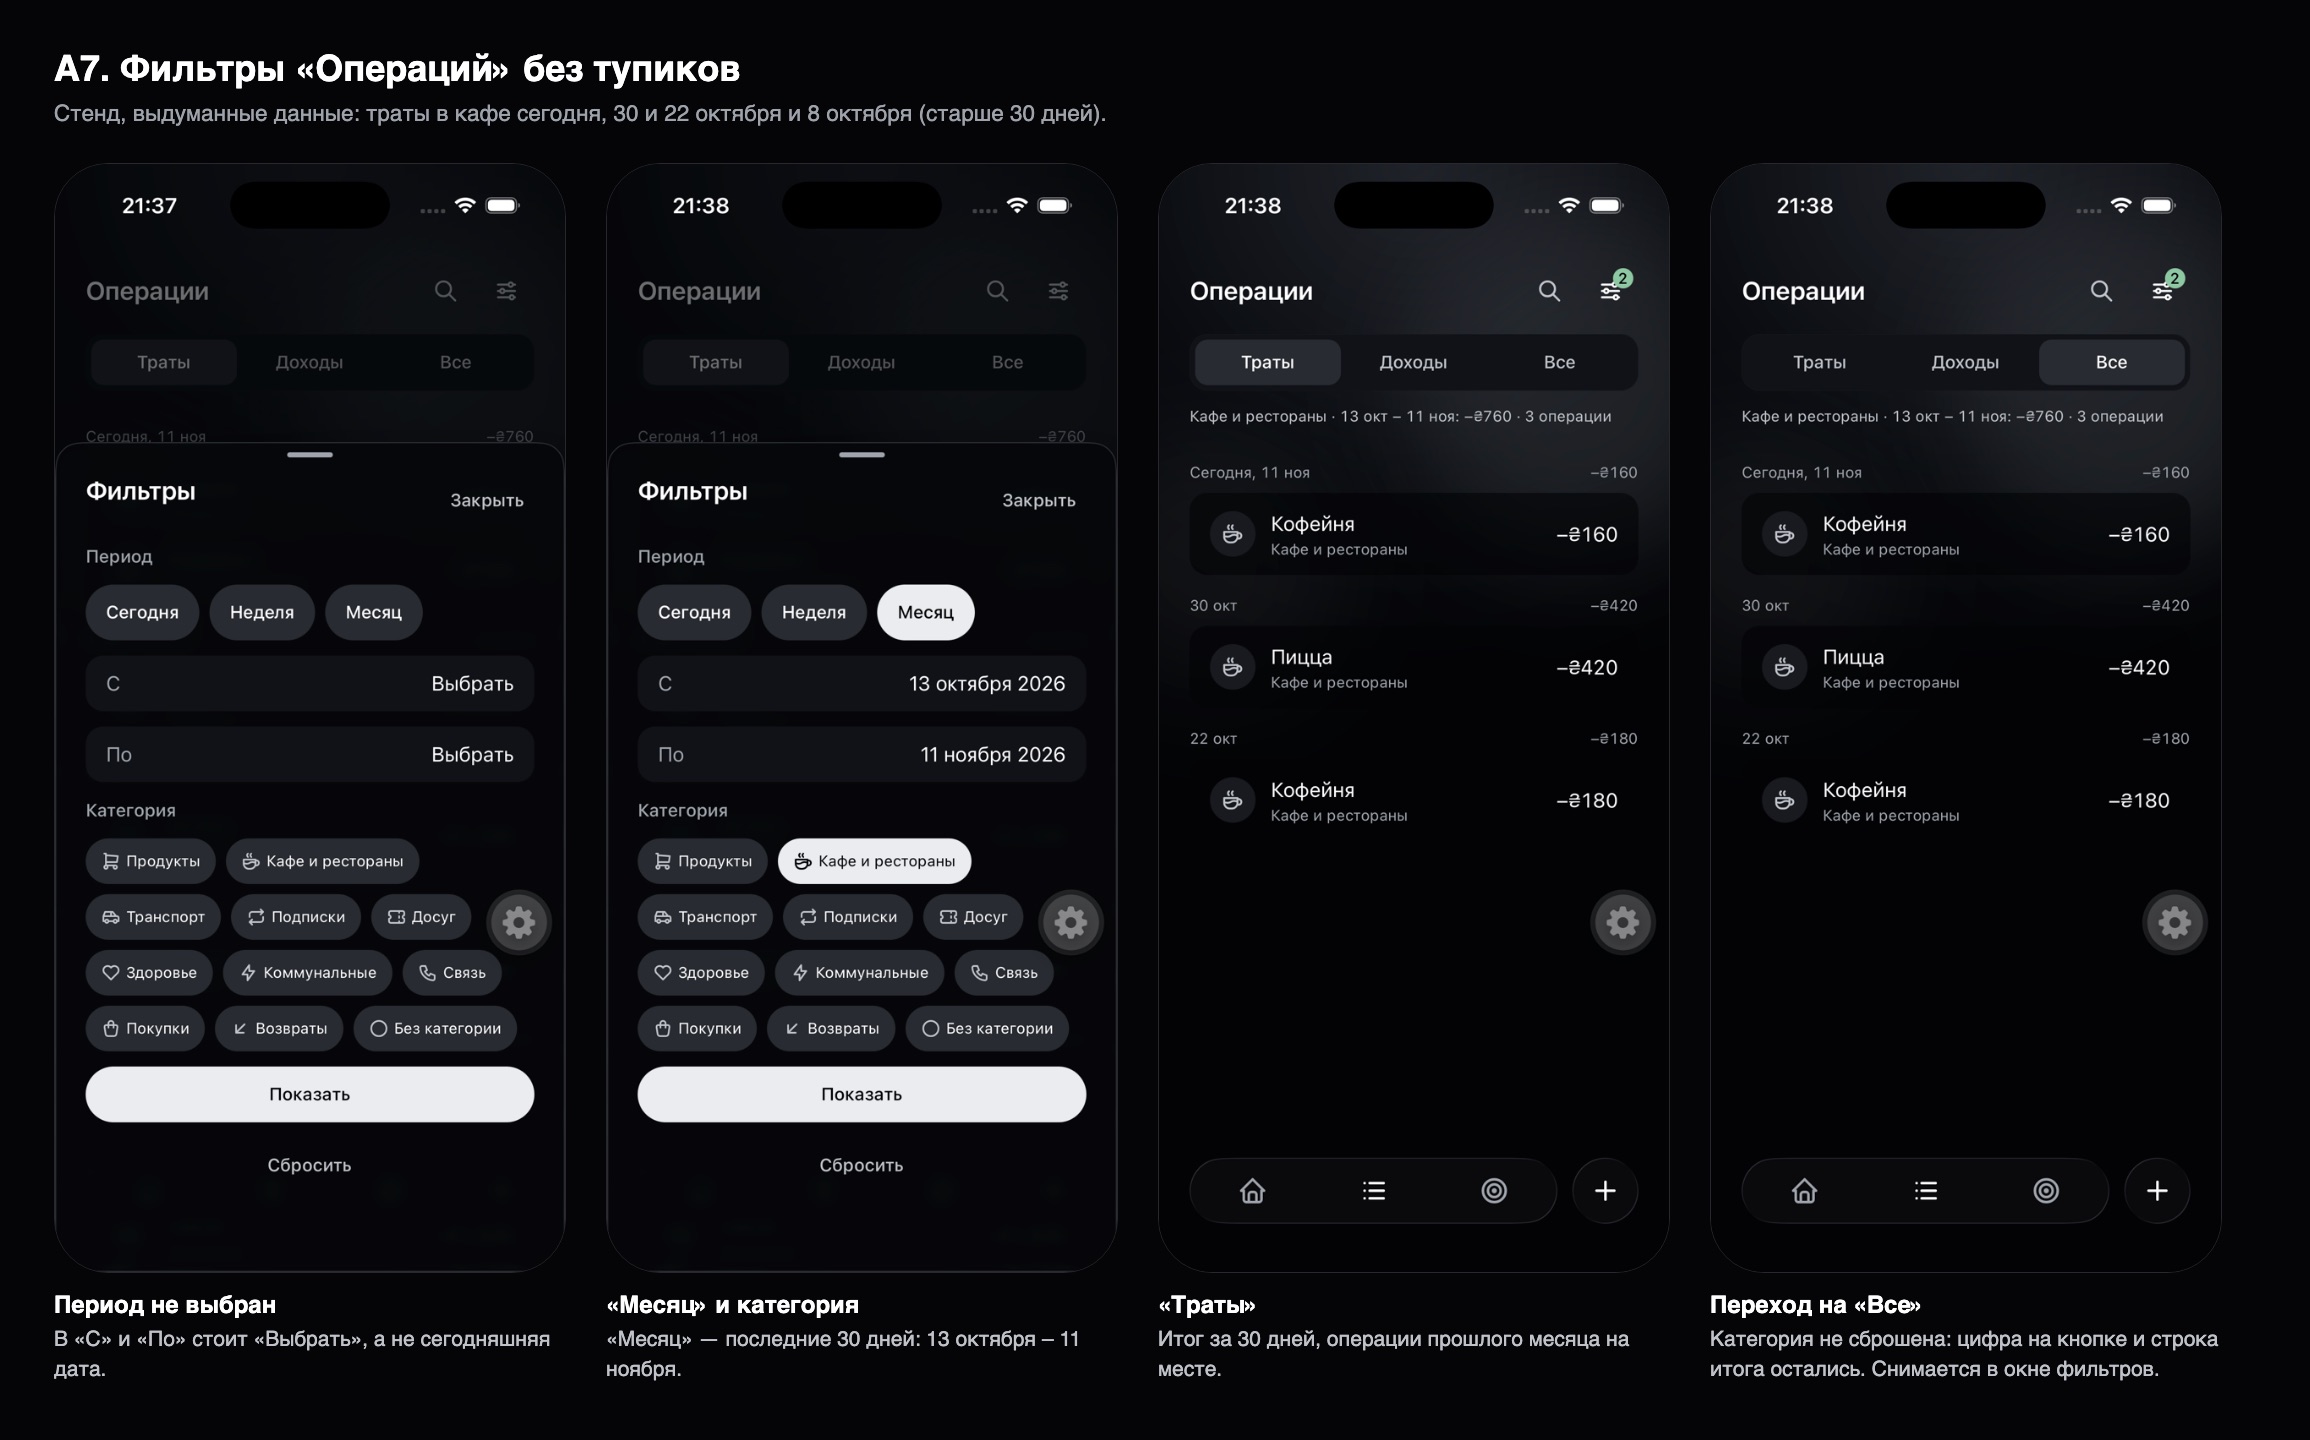 А7. Фильтры «Операций» без тупиков
Стенд, выдуманные данные: траты в кафе сегодня, 30 и 22 октября и 8 октября (старше 30 дней).
21:37
Операции
Траты Доходы Все
Сегодня, 11 ноя –₴760
Фильтры Закрыть
Период
Сегодня Неделя Месяц
С Выбрать
По Выбрать
Категория
Продукты Кафе и рестораны
Транспорт Подписки Досуг
Здоровье Коммунальные Связь
Покупки Возвраты Без категории
Показать
Сбросить
Период не выбран
В «С» и «По» стоит «Выбрать», а не сегодняшняя
дата.
21:38
Операции
Траты Доходы Все
Сегодня, 11 ноя –₴760
Фильтры Закрыть
Период
Сегодня Неделя Месяц
С 13 октября 2026
По 11 ноября 2026
Категория
Продукты Кафе и рестораны
Транспорт Подписки Досуг
Здоровье Коммунальные Связь
Покупки Возвраты Без категории
Показать
Сбросить
«Месяц» и категория
«Месяц» — последние 30 дней: 13 октября – 11
ноября.
21:38
Операции 2
Траты Доходы Все
Кафе и рестораны · 13 окт – 11 ноя: –₴760 · 3 операции
Сегодня, 11 ноя –₴160
Кофейня
Кафе и рестораны
–₴160
30 окт –₴420
Пицца
Кафе и рестораны
–₴420
22 окт –₴180
Кофейня
Кафе и рестораны
–₴180
«Траты»
Итог за 30 дней, операции прошлого месяца на
месте.
21:38
Операции 2
Траты Доходы Все
Кафе и рестораны · 13 окт – 11 ноя: –₴760 · 3 операции
Сегодня, 11 ноя –₴160
Кофейня
Кафе и рестораны
–₴160
30 окт –₴420
Пицца
Кафе и рестораны
–₴420
22 окт –₴180
Кофейня
Кафе и рестораны
–₴180
Переход на «Все»
Категория не сброшена: цифра на кнопке и строка
итога остались. Снимается в окне фильтров.